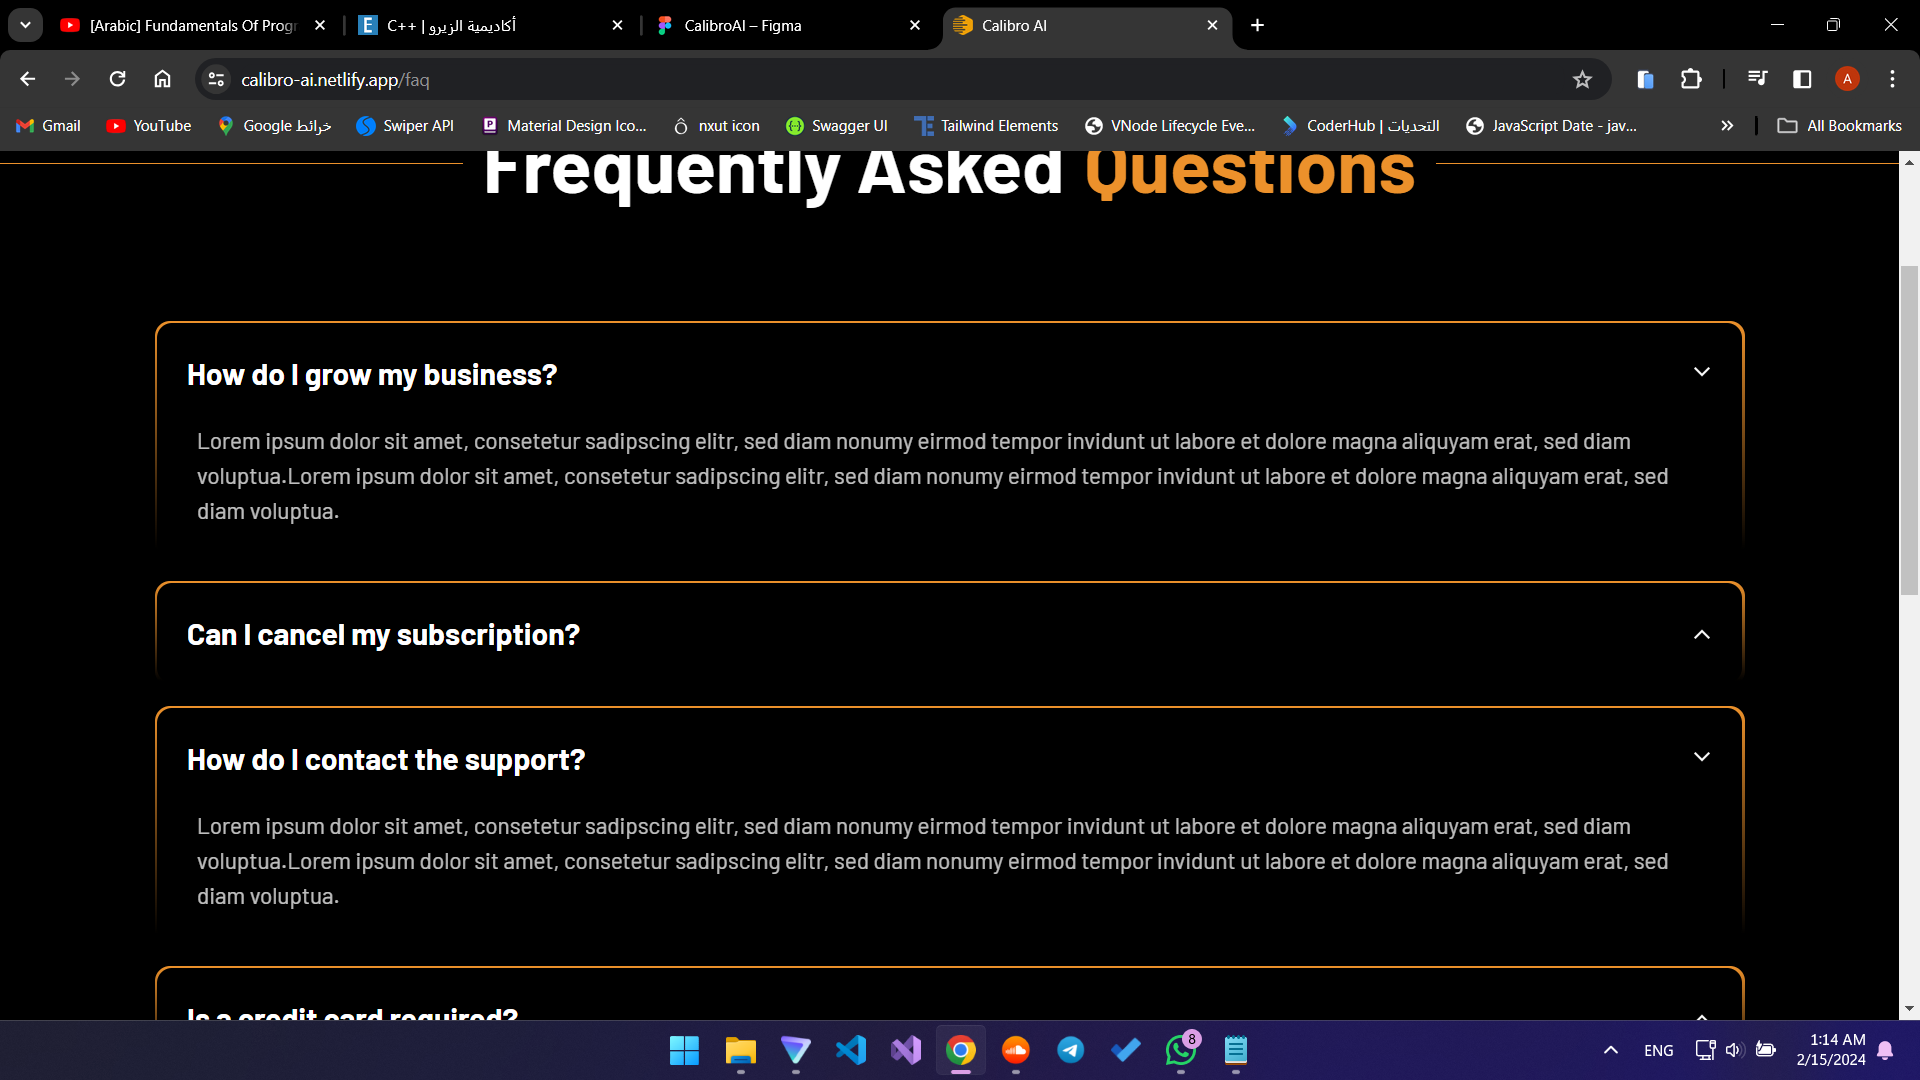 [Arabic] Fundamentals Of Progr
C++ | أكاديمية الزيرو
CalibroAI – Figma
Calibro AI
calibro-ai.netlify.app/faq
A
Gmail
YouTube
Google خرائط
Swiper API
Material Design Ico...
nxut icon
Swagger UI
Tailwind Elements
VNode Lifecycle Eve...
CoderHub | التحديات
JavaScript Date - jav...
All Bookmarks
Frequently Asked Questions
How do I grow my business?
Lorem ipsum dolor sit amet, consetetur sadipscing elitr, sed diam nonumy eirmod tempor invidunt ut labore et dolore magna aliquyam erat, sed diam
voluptua.Lorem ipsum dolor sit amet, consetetur sadipscing elitr, sed diam nonumy eirmod tempor invidunt ut labore et dolore magna aliquyam erat, sed
diam voluptua.
Can I cancel my subscription?
How do I contact the support?
Lorem ipsum dolor sit amet, consetetur sadipscing elitr, sed diam nonumy eirmod tempor invidunt ut labore et dolore magna aliquyam erat, sed diam
voluptua.Lorem ipsum dolor sit amet, consetetur sadipscing elitr, sed diam nonumy eirmod tempor invidunt ut labore et dolore magna aliquyam erat, sed
diam voluptua.
Is a credit card required?
8
ENG
1:14 AM
2/15/2024